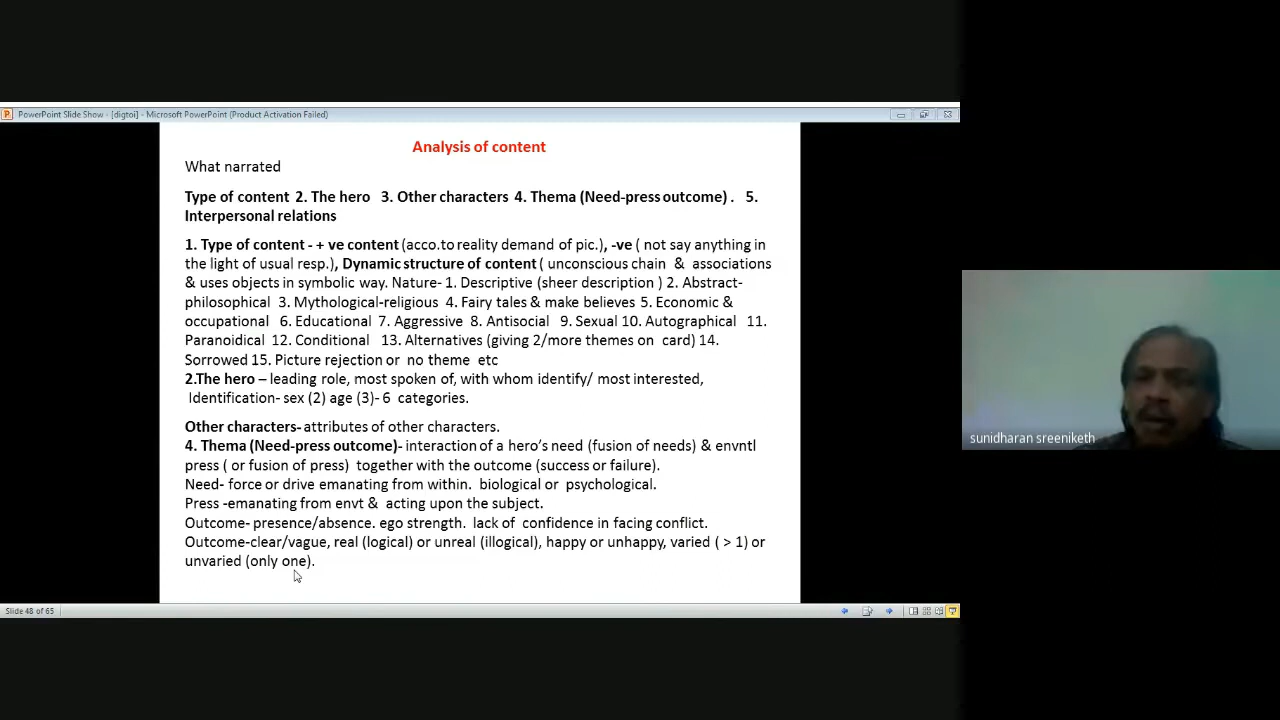 PowerPoint Slide Show - [digtoi] - Microsoft PowerPoint (Product Activation Failed)
Analysis of content
What narrated
Type of content 2. The hero 3. Other characters 4. Thema (Need-press outcome) . 5.
Interpersonal relations
1. Type of content - + ve content (acco.to reality demand of pic.), -ve ( not say anything in
the light of usual resp.), Dynamic structure of content ( unconscious chain & associations
& uses objects in symbolic way. Nature- 1. Descriptive (sheer description ) 2. Abstract-
philosophical 3. Mythological-religious 4. Fairy tales & make believes 5. Economic &
occupational 6. Educational 7. Aggressive 8. Antisocial 9. Sexual 10. Autographical 11.
Paranoidical 12. Conditional 13. Alternatives (giving 2/more themes on card) 14.
Sorrowed 15. Picture rejection or no theme etc
2.The hero – leading role, most spoken of, with whom identify/ most interested,
Identification- sex (2) age (3)- 6 categories.
Other characters- attributes of other characters.
4. Thema (Need-press outcome)- interaction of a hero's need (fusion of needs) & envntl
press ( or fusion of press) together with the outcome (success or failure).
Need- force or drive emanating from within. biological or psychological.
Press -emanating from envt & acting upon the subject.
Outcome- presence/absence. ego strength. lack of confidence in facing conflict.
Outcome-clear/vague, real (logical) or unreal (illogical), happy or unhappy, varied ( > 1) or
unvaried (only one).
sunidharan sreeniketh
Slide 48 of 65